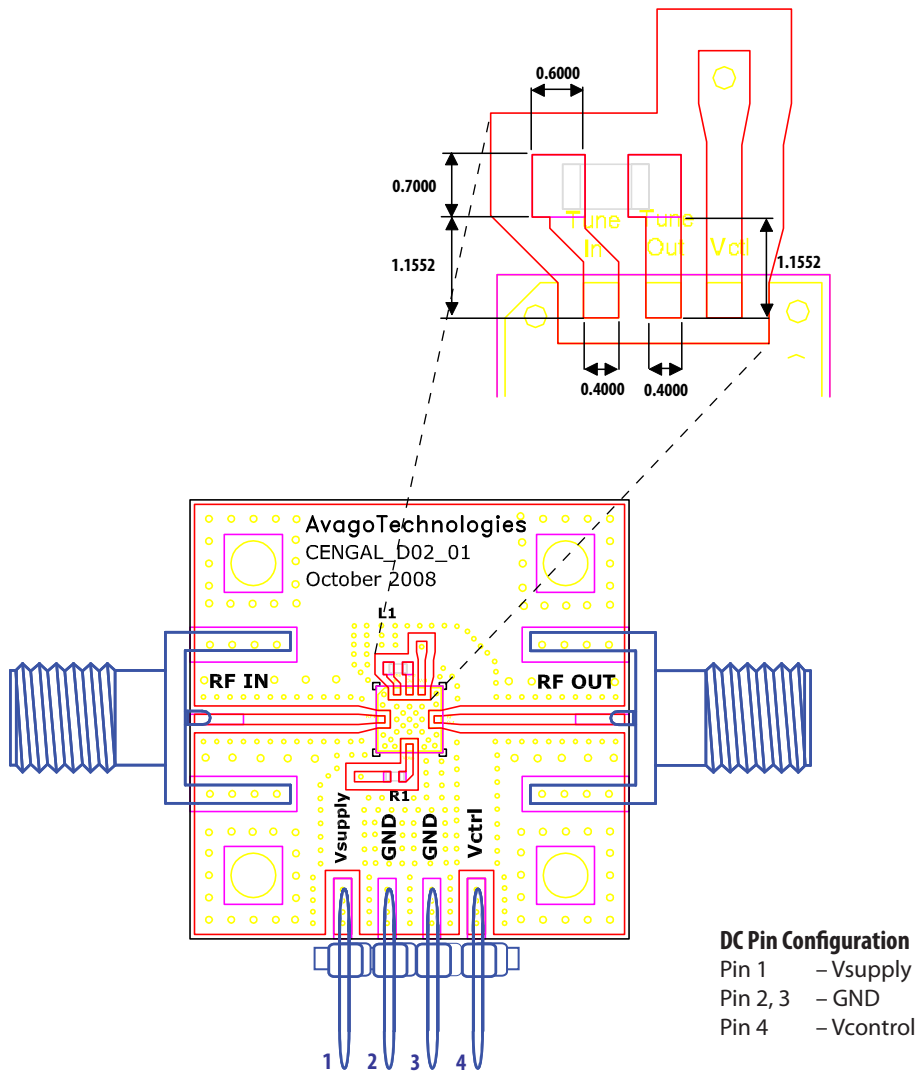 0.6000
0.7000
Tune In
Tune Out
Vctl
1.1552
1.1552
0.4000
0.4000
AvagoTechnologies
CENGAL_D02_01
October 2008
L1
RF IN
RF OUT
R1
Vsupply
GND
GND
Vctrl
DC Pin Configuration
Pin 1 – Vsupply
Pin 2, 3 – GND
Pin 4 – Vcontrol
1 2 3 4